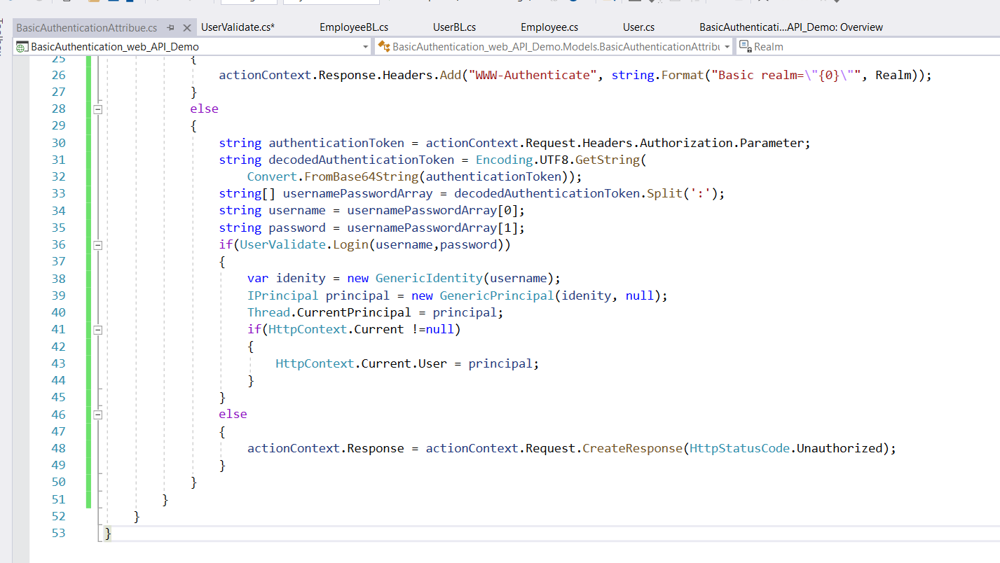 BasicAuthenticationAttribue.cs UserValidate.cs* EmployeeBL.cs UserBL.cs Employee.cs User.cs BasicAuthenticati...API_Demo: Overview
BasicAuthentication_web_API_Demo BasicAuthentication_web_API_Demo.Models.BasicAuthenticationAttribu Realm
25 {
26 actionContext.Response.Headers.Add("WWW-Authenticate", string.Format("Basic realm=\"{0}\"", Realm));
27 }
28 else
29 {
30 string authenticationToken = actionContext.Request.Headers.Authorization.Parameter;
31 string decodedAuthenticationToken = Encoding.UTF8.GetString(
32 Convert.FromBase64String(authenticationToken));
33 string[] usernamePasswordArray = decodedAuthenticationToken.Split(':');
34 string username = usernamePasswordArray[0];
35 string password = usernamePasswordArray[1];
36 if(UserValidate.Login(username,password))
37 {
38 var idenity = new GenericIdentity(username);
39 IPrincipal principal = new GenericPrincipal(idenity, null);
40 Thread.CurrentPrincipal = principal;
41 if(HttpContext.Current !=null)
42 {
43 HttpContext.Current.User = principal;
44 }
45 }
46 else
47 {
48 actionContext.Response = actionContext.Request.CreateResponse(HttpStatusCode.Unauthorized);
49 }
50 }
51 }
52 }
53 }